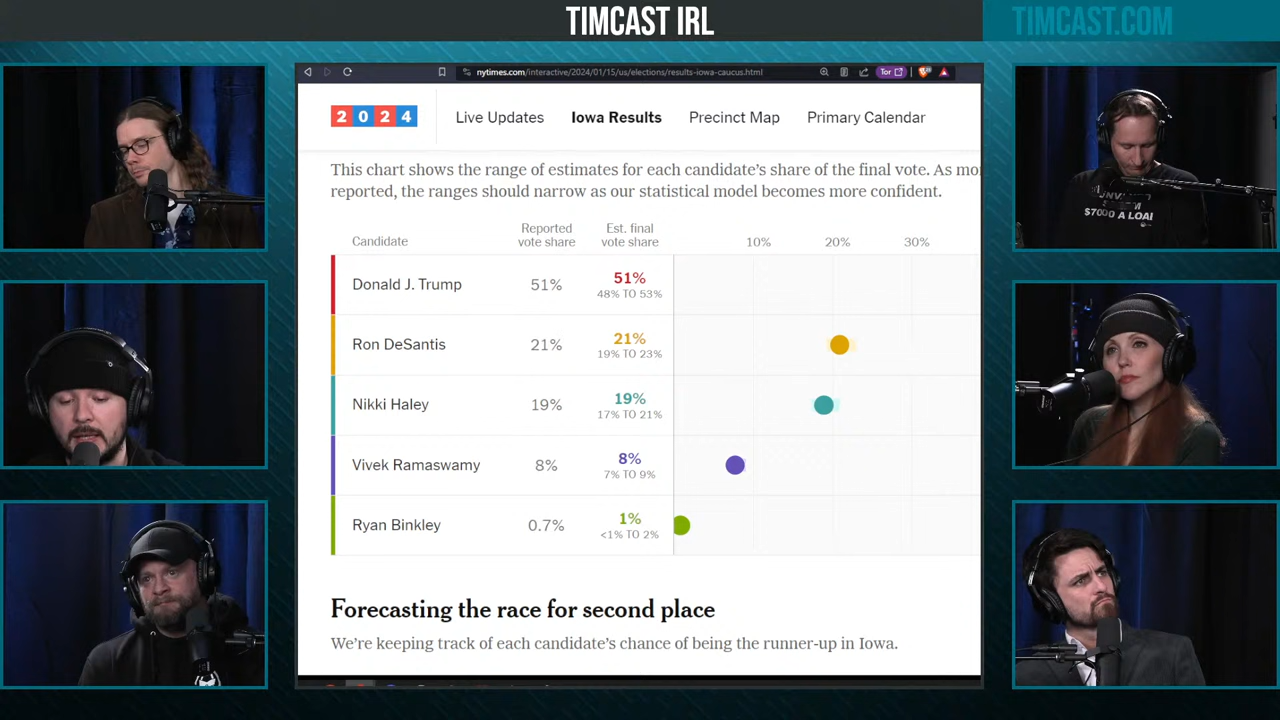 TIMCAST IRL
TIMCAST.COM
nytimes.com/interactive/2024/01/15/us/elections/results-iowa-caucus.html
Tor
2024
Live Updates
Iowa Results
Precinct Map
Primary Calendar
This chart shows the range of estimates for each candidate's share of the final vote. As
reported, the ranges should narrow as our statistical model becomes more confident.
Candidate
Reported
vote share
Est. final
vote share
10%
20%
30%
Donald J. Trump
51%
51%
48% TO 53%
Ron DeSantis
21%
21%
19% TO 23%
Nikki Haley
19%
19%
17% TO 21%
Vivek Ramaswamy
8%
8%
7% TO 9%
Ryan Binkley
0.7%
1%
<1% TO 2%
Forecasting the race for second place
We're keeping track of each candidate's chance of being the runner-up in Iowa.
$7000 A LOAF